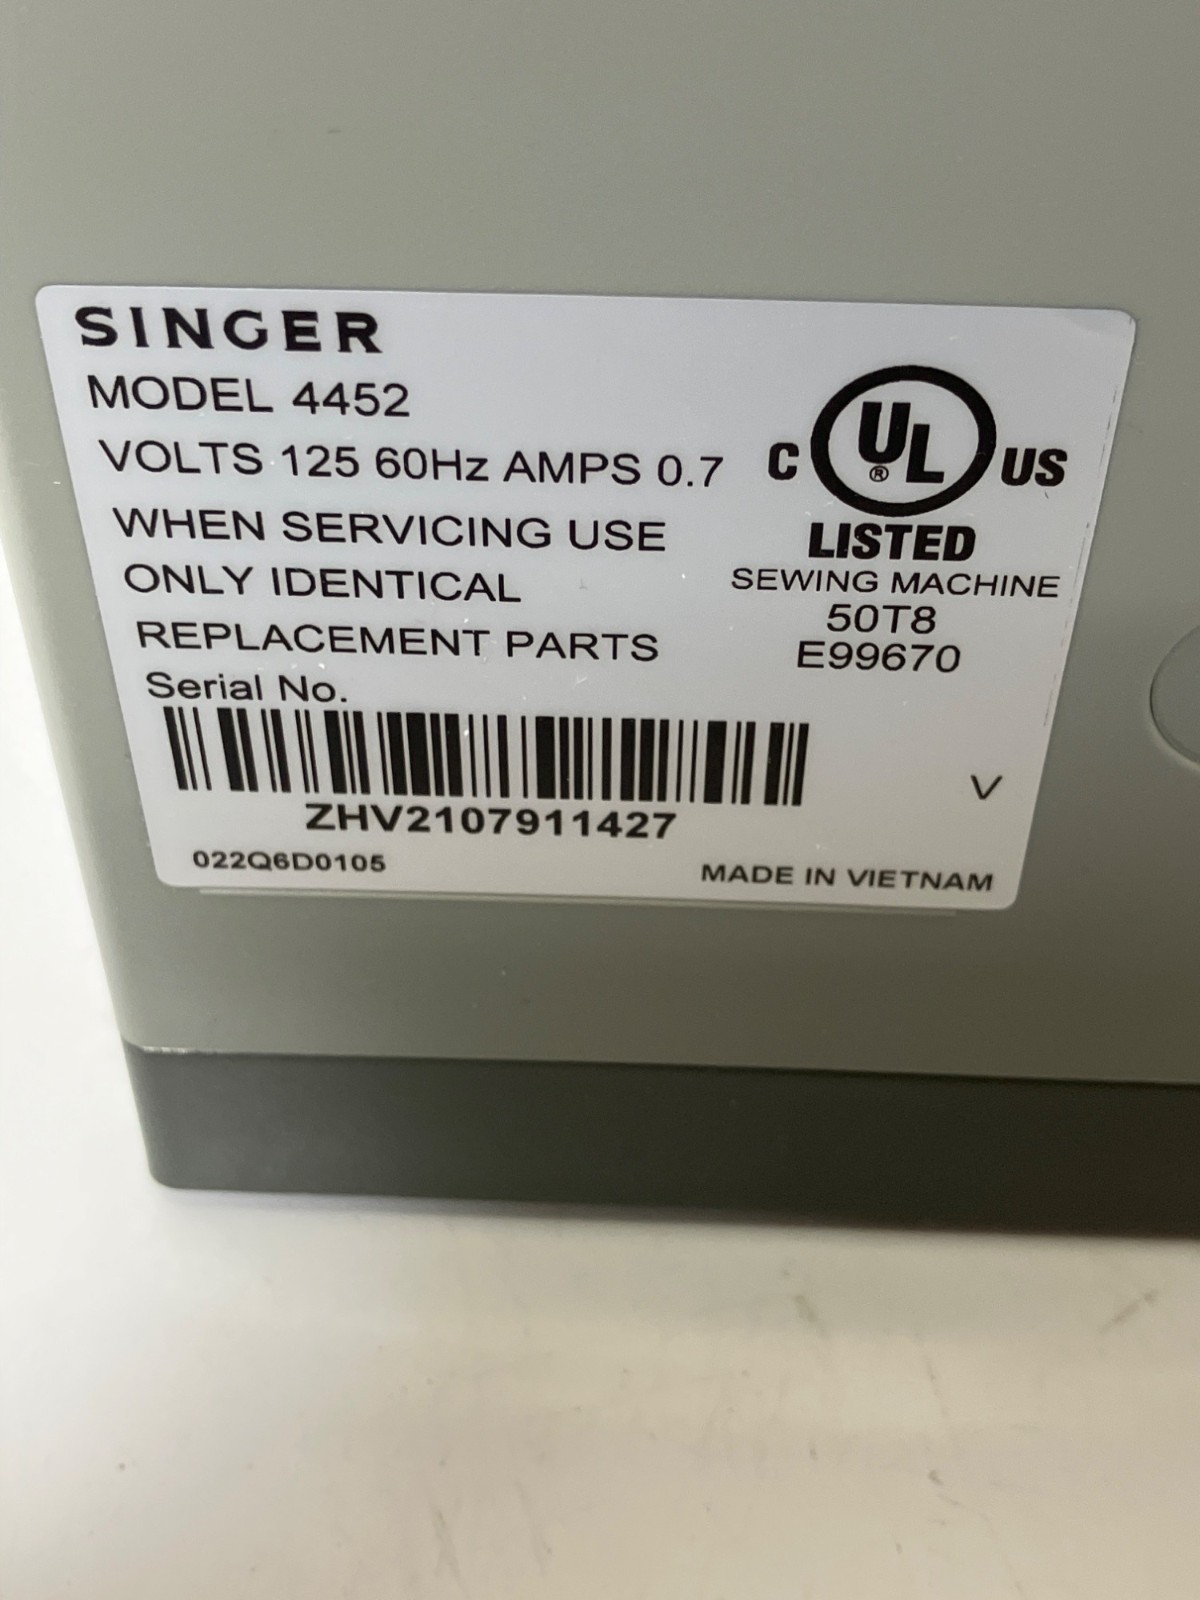 SINGER
MODEL 4452
VOLTS 125 60Hz AMPS 0.7
WHEN SERVICING USE
ONLY IDENTICAL
REPLACEMENT PARTS
Serial No.
ZHV2107911427
022Q6D0105
C UL® US
LISTED
SEWING MACHINE
50T8
E99670
V
MADE IN VIETNAM